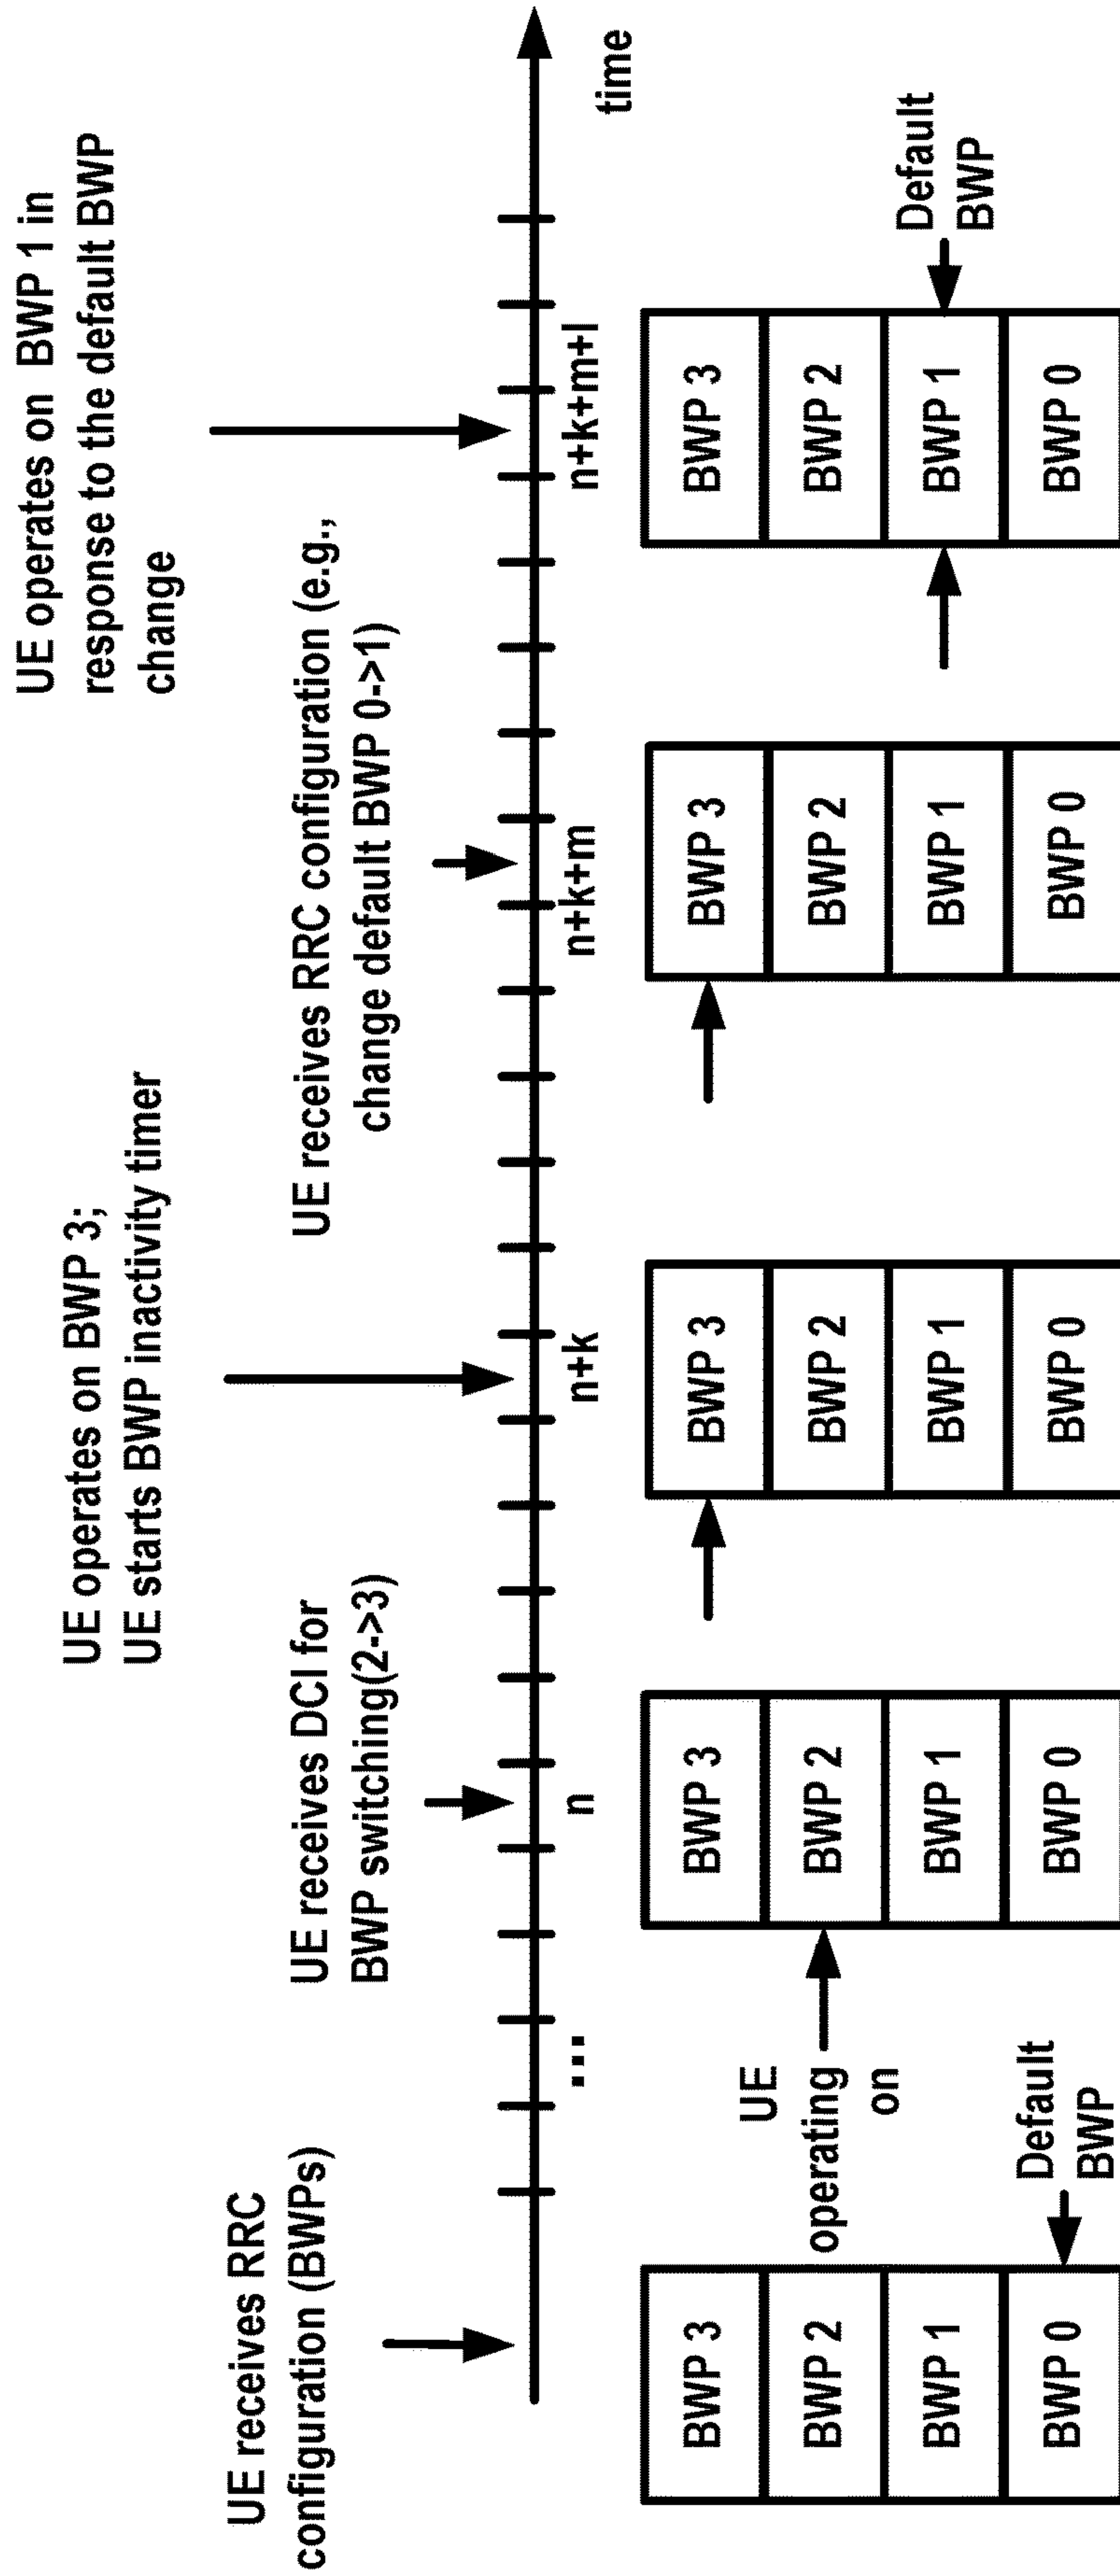 UE receives RRC
configuration (BWPs)
UE receives DCI for
BWP switching(2->3)
UE operates on BWP 3;
UE starts BWP inactivity timer
UE receives RRC configuration (e.g.,
change default BWP 0->1)
UE operates on BWP 1 in
response to the default BWP
change
...
n
n+k
n+k+m
n+k+m+l
time
BWP 3
BWP 2
BWP 1
BWP 0
Default
BWP
UE
operating
on
BWP 3
BWP 2
BWP 1
BWP 0
BWP 3
BWP 2
BWP 1
BWP 0
BWP 3
BWP 2
BWP 1
BWP 0
BWP 3
BWP 2
BWP 1
BWP 0
Default
BWP